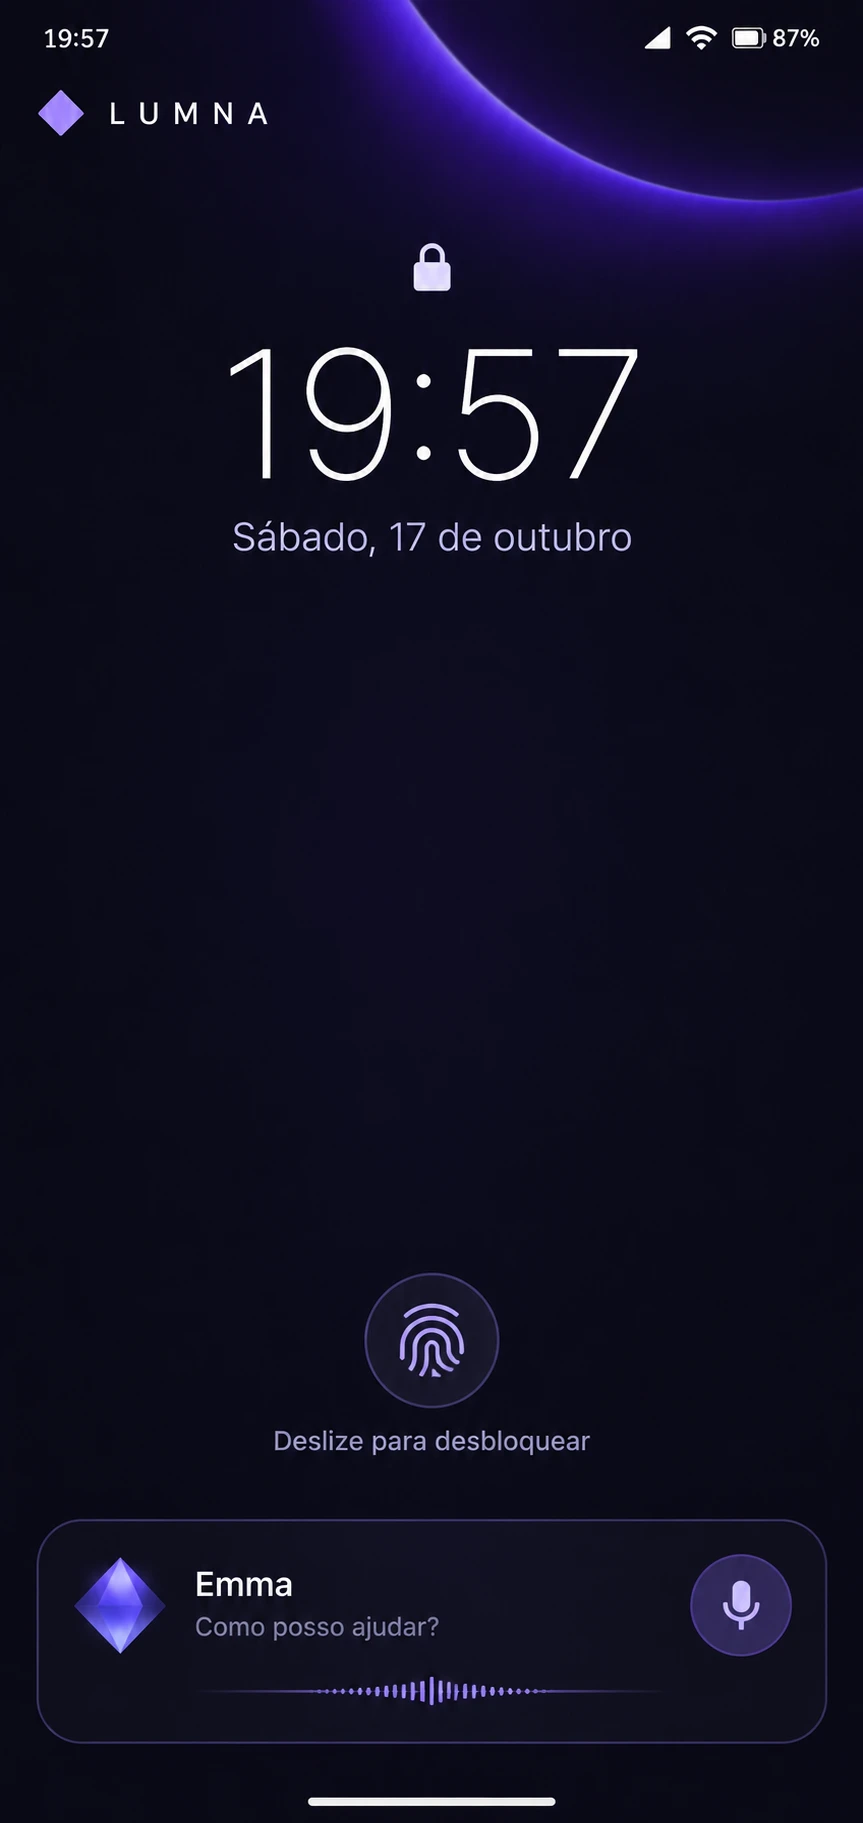 19:57 87%
LUMNA
19:57
Sábado, 17 de outubro
Deslize para desbloquear
Emma
Como posso ajudar?